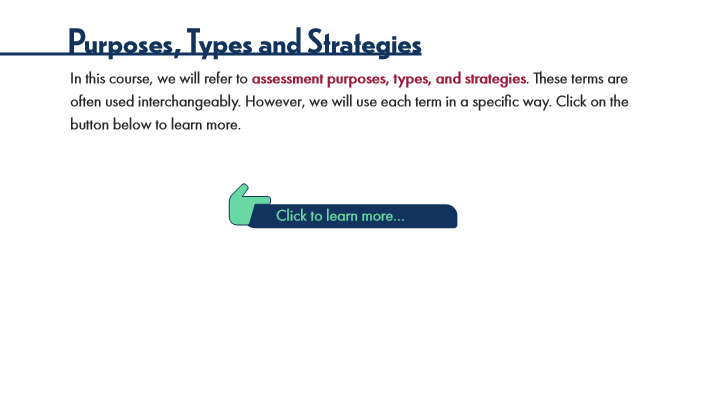 Purposes, Types and Strategies
In this course, we will refer to assessment purposes, types, and strategies. These terms are
often used interchangeably. However, we will use each term in a specific way. Click on the
button below to learn more.
Click to learn more...